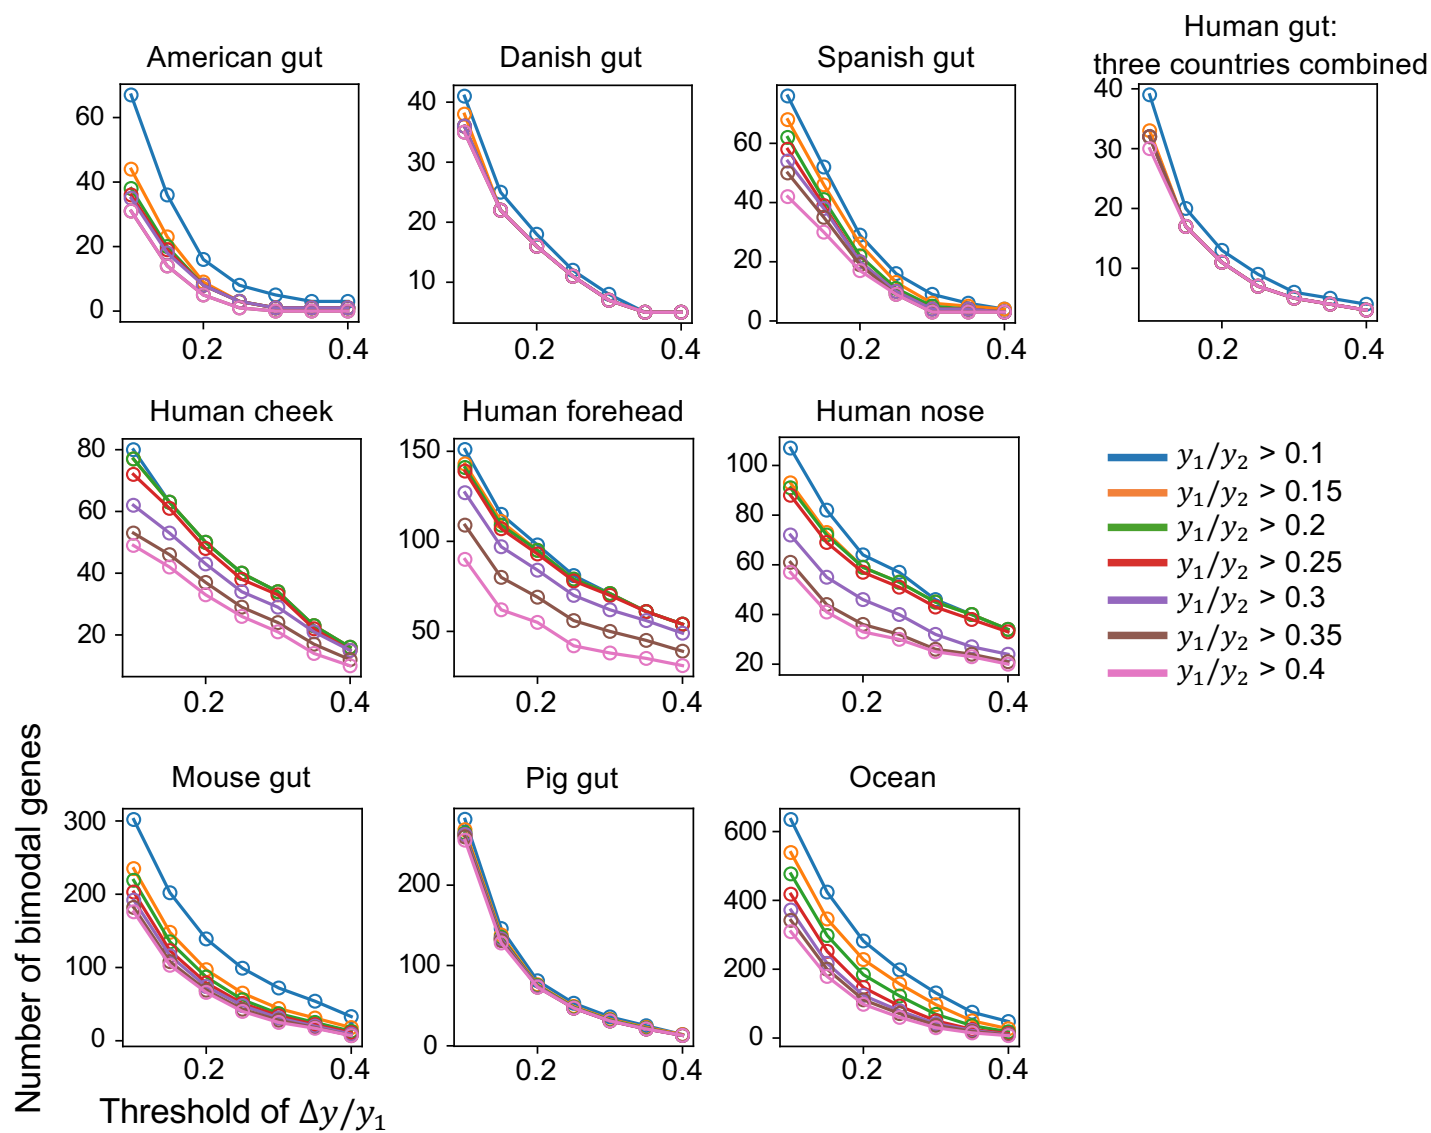 Human gut:
American gut
Danish gut
Spanish gut
three countries combined
60
40
20
0
0.2
0.4
40
30
20
10
0.2
0.4
60
40
20
0
0.2
0.4
40
30
20
10
0.2
0.4
Human cheek
Human forehead
Human nose
80
60
40
20
0.2
0.4
150
100
50
0.2
0.4
100
80
60
40
20
0.2
0.4
y₁/y₂ > 0.1
y₁/y₂ > 0.15
y₁/y₂ > 0.2
y₁/y₂ > 0.25
y₁/y₂ > 0.3
y₁/y₂ > 0.35
y₁/y₂ > 0.4
Number of bimodal genes
Mouse gut
Pig gut
Ocean
300
200
100
0
0.2
0.4
200
0
0.2
0.4
600
400
200
0
0.2
0.4
Threshold of Δy/y₁